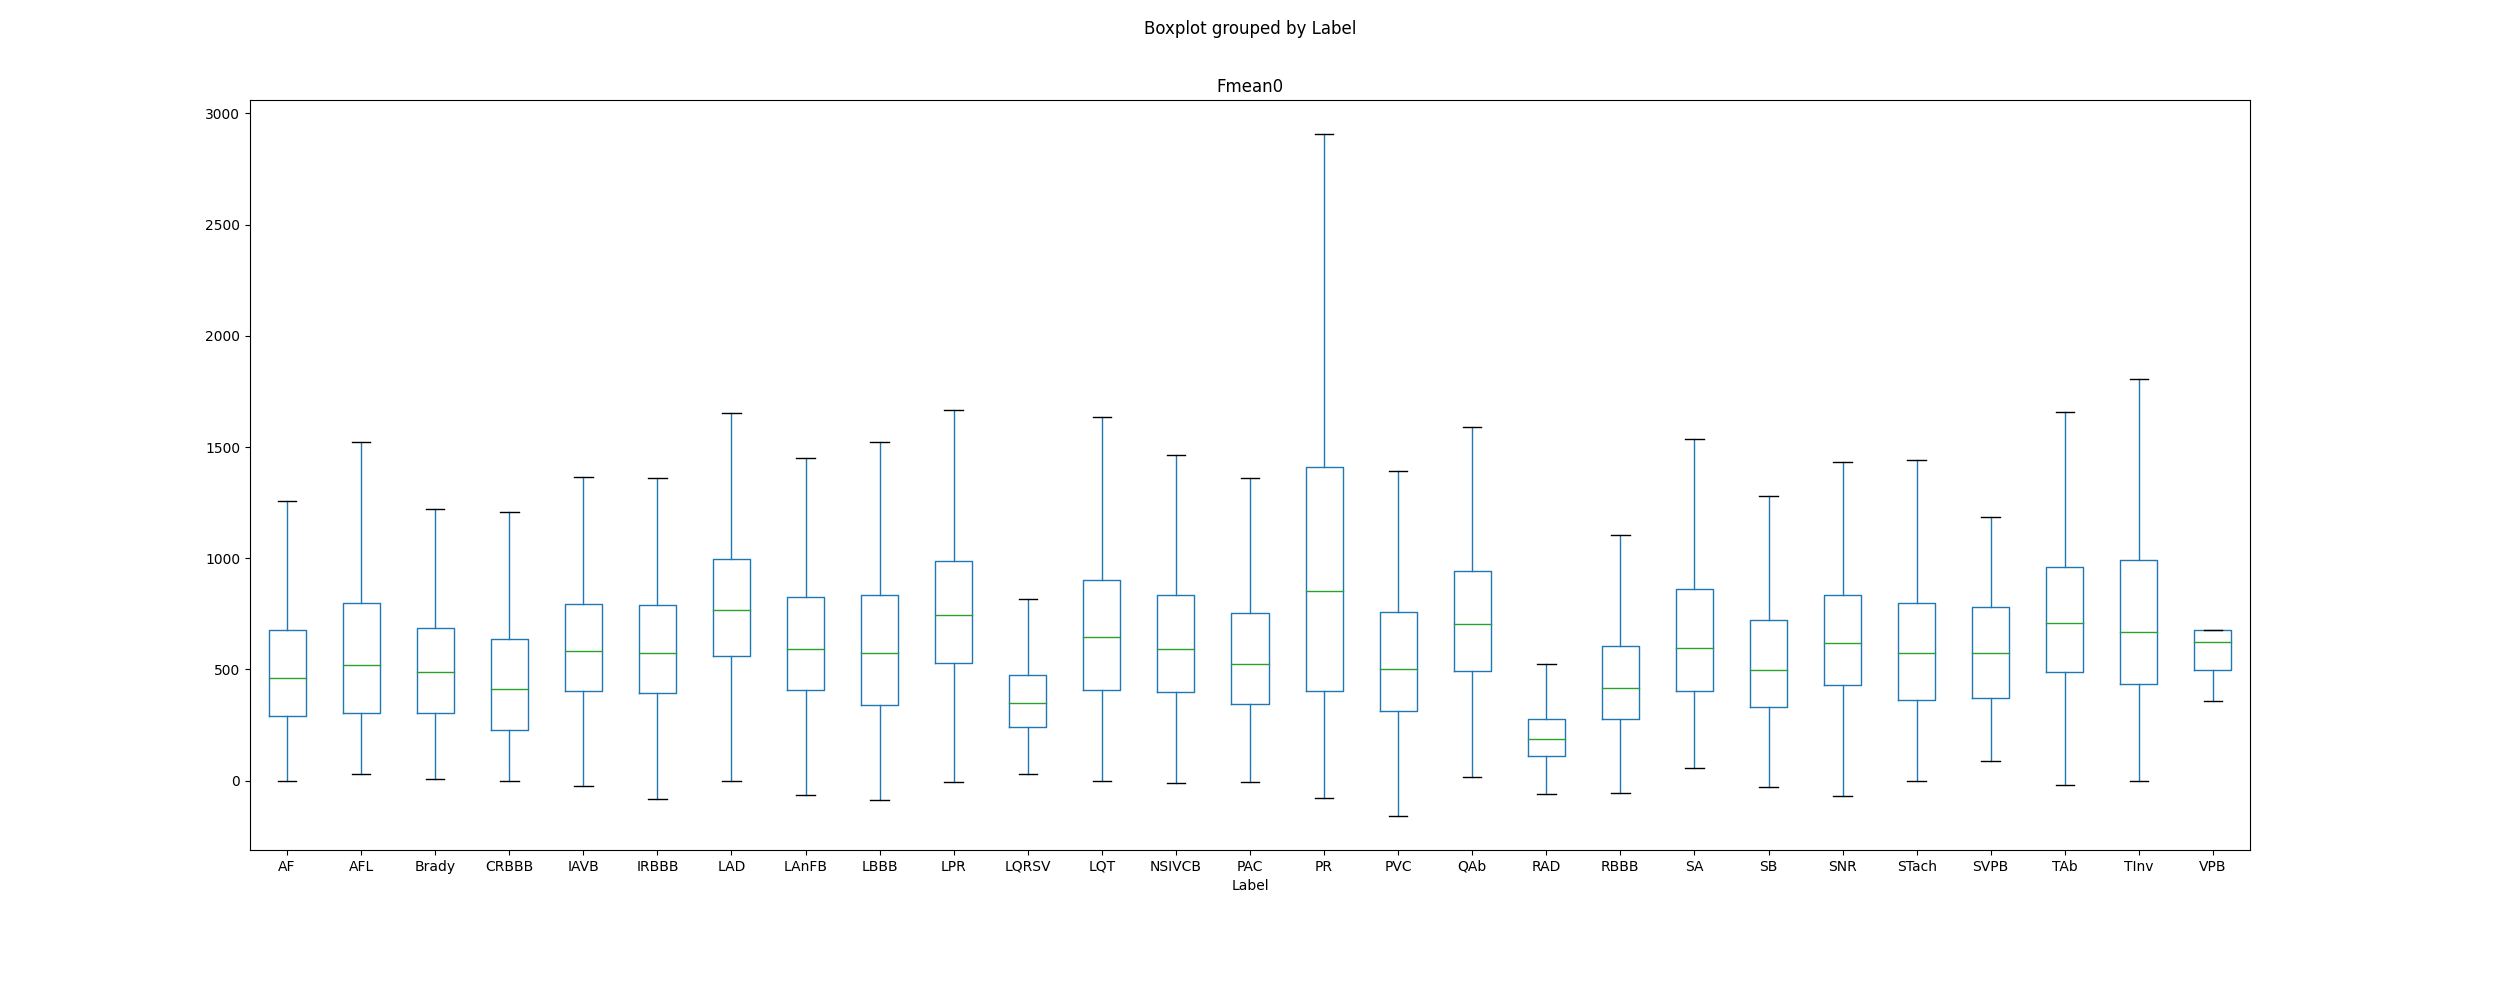 Boxplot grouped by Label
Fmean0
3000
2500
2000
1500
1000
500
0
AF AFL Brady CRBBB IAVB IRBBB LAD LAnFB LBBB LPR LQRSV LQT NSIVCB PAC PR PVC QAb RAD RBBB SA SB SNR STach SVPB TAb TInv VPB
Label